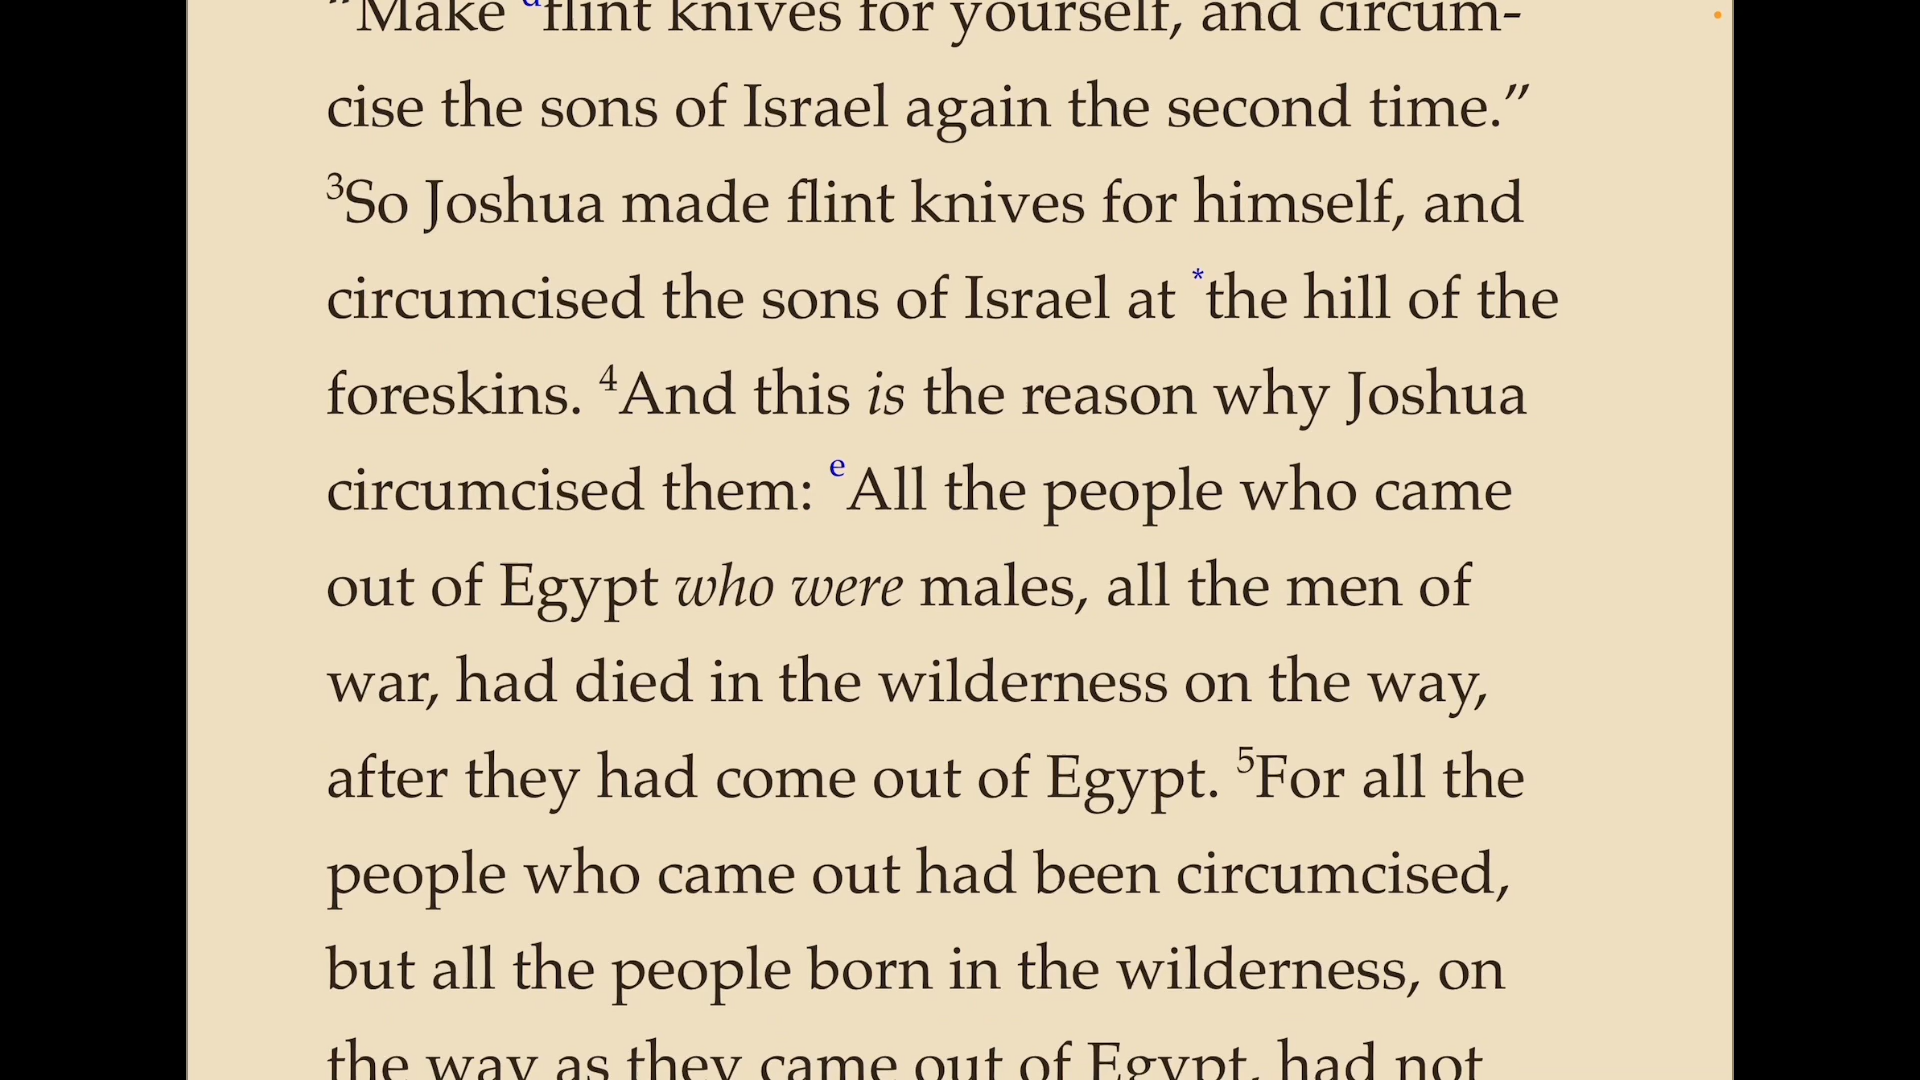 "Make dflint knives for yourself, and circum-
cise the sons of Israel again the second time."
3So Joshua made flint knives for himself, and
circumcised the sons of Israel at *the hill of the
foreskins. 4And this is the reason why Joshua
circumcised them: eAll the people who came
out of Egypt who were males, all the men of
war, had died in the wilderness on the way,
after they had come out of Egypt. 5For all the
people who came out had been circumcised,
but all the people born in the wilderness, on
the way as they came out of Egypt, had not